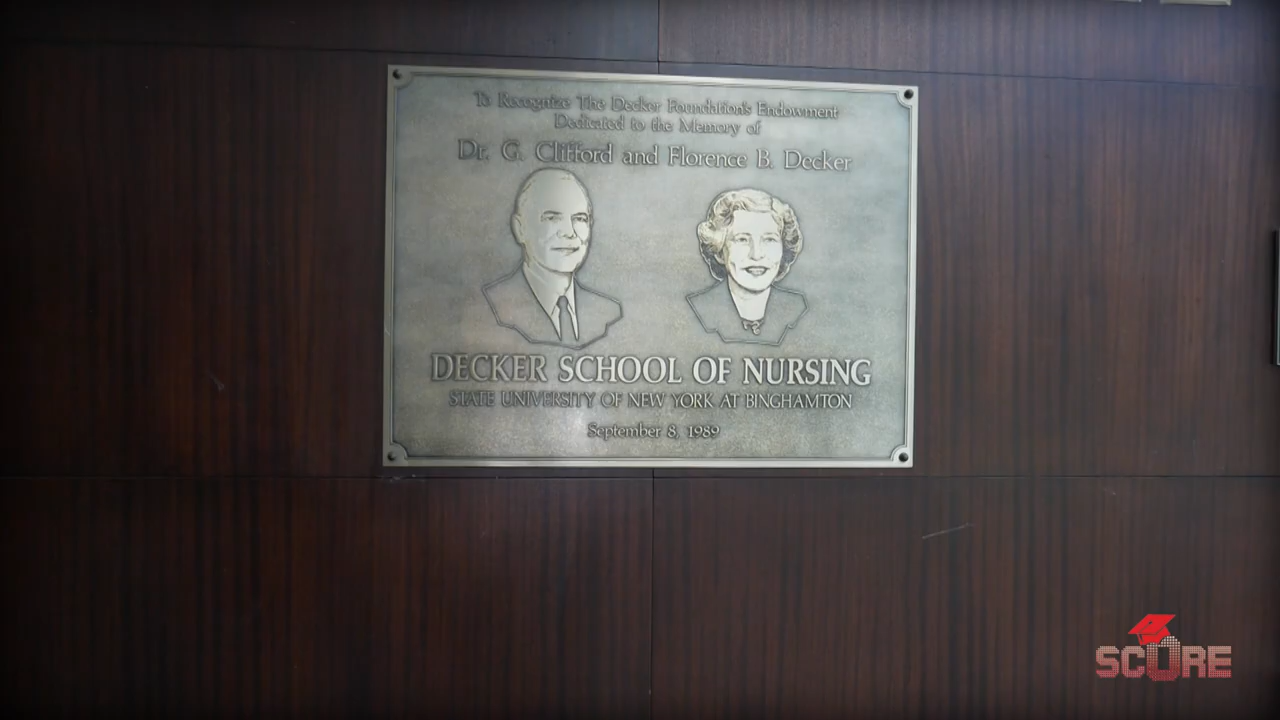 To Recognize The Decker Foundation's Endowment
Dedicated to the Memory of
Dr. G. Clifford and Florence B. Decker
DECKER SCHOOL OF NURSING
STATE UNIVERSITY OF NEW YORK AT BINGHAMTON
September 8, 1989
SCORE